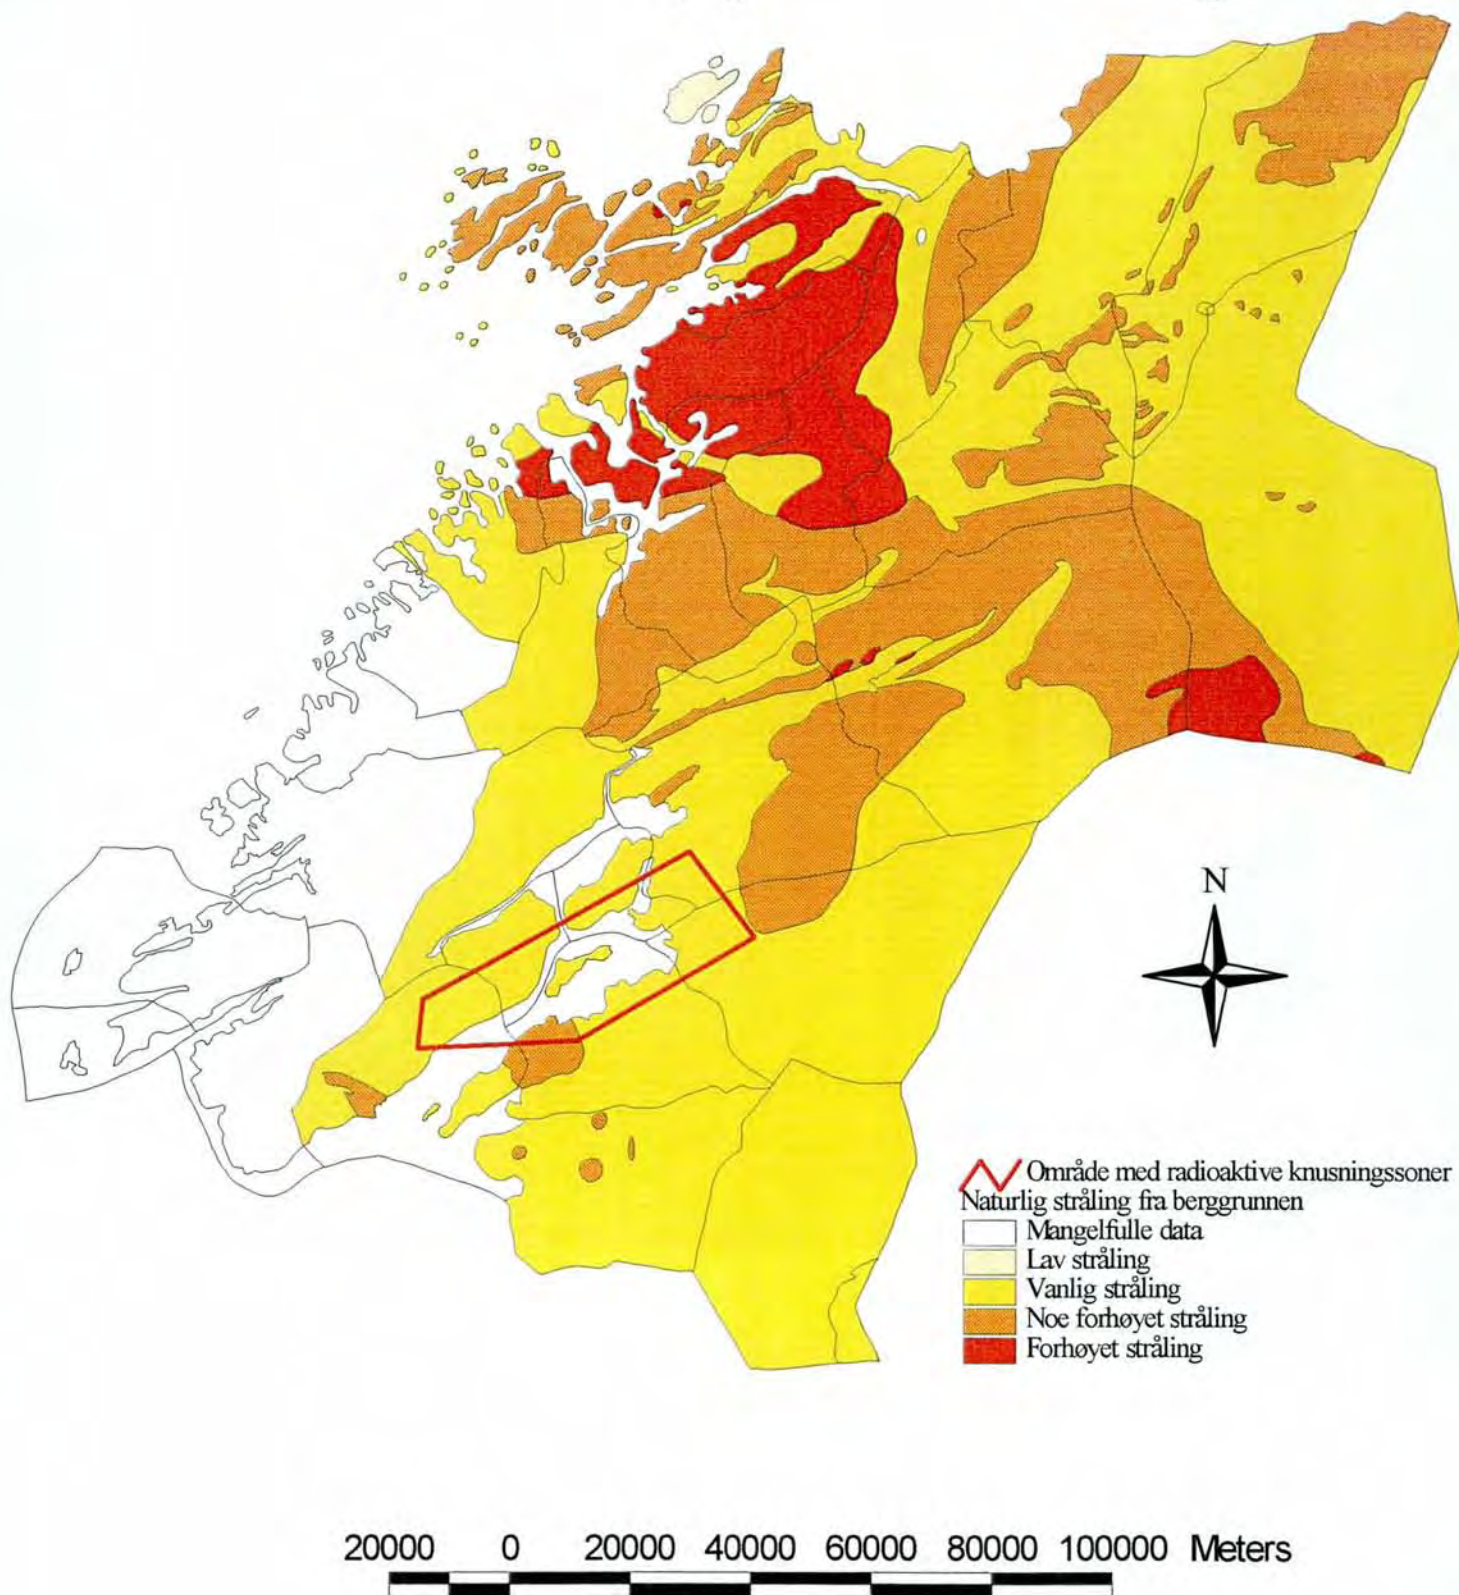 N
Område med radioaktive knusningssoner
Naturlig stråling fra berggrunnen
Mangelfulle data
Lav stråling
Vanlig stråling
Noe forhøyet stråling
Forhøyet stråling
20000 0 20000 40000 60000 80000 100000 Meters